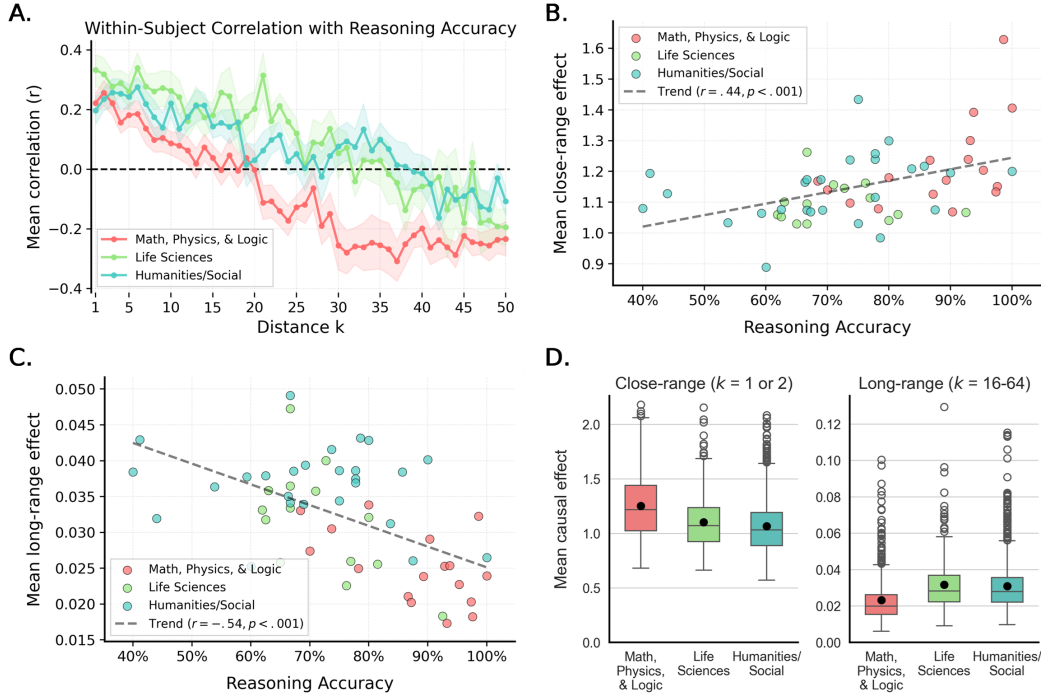 A.
Within-Subject Correlation with Reasoning Accuracy
Mean correlation (r)
0.4
0.2
0.0
−0.2
−0.4
Math, Physics, & Logic
Life Sciences
Humanities/Social
1 5 10 15 20 25 30 35 40 45 50
Distance k
B.
Mean close-range effect
1.6
1.5
1.4
1.3
1.2
1.1
1.0
0.9
Math, Physics, & Logic
Life Sciences
Humanities/Social
Trend (r=.44, p<.001)
40% 50% 60% 70% 80% 90% 100%
Reasoning Accuracy
C.
Mean long-range effect
0.050
0.045
0.040
0.035
0.030
0.025
0.020
0.015
Math, Physics, & Logic
Life Sciences
Humanities/Social
Trend (r=−.54, p<.001)
40% 50% 60% 70% 80% 90% 100%
Reasoning Accuracy
D.
Close-range (k = 1 or 2)
Mean causal effect
2.0
1.5
1.0
0.5
0.0
Math,
Physics,
& Logic
Life
Sciences
Humanities/
Social
Long-range (k = 16-64)
0.12
0.10
0.08
0.06
0.04
0.02
0.00
Math,
Physics,
& Logic
Life
Sciences
Humanities/
Social